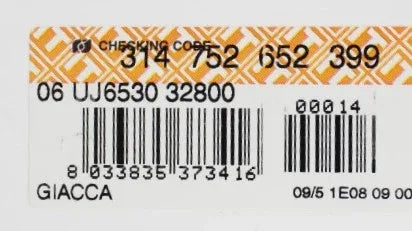 CHECKING CODE
314 752 652 399
06 UJ6530 32800
00014
8 033835 373416
GIACCA
09/5 1E08 09 00